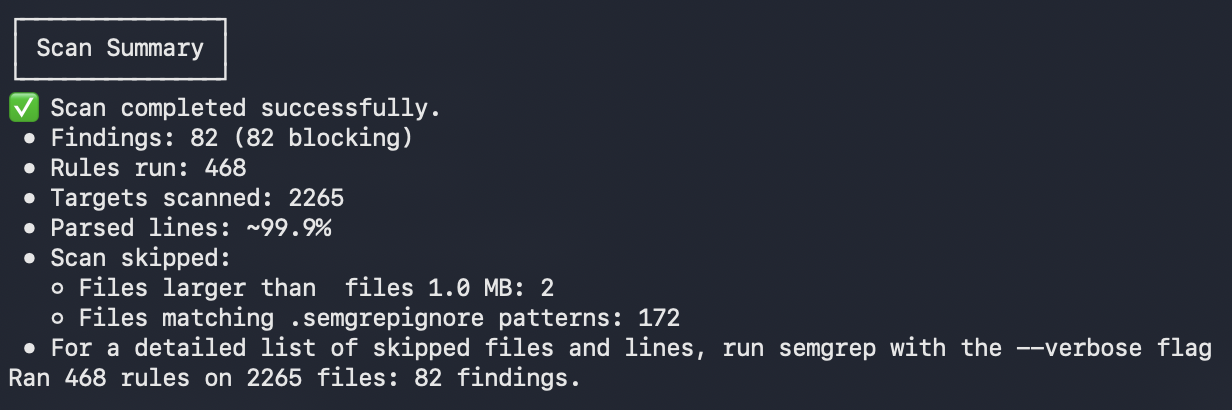 Scan Summary
✅ Scan completed successfully.
• Findings: 82 (82 blocking)
• Rules run: 468
• Targets scanned: 2265
• Parsed lines: ~99.9%
• Scan skipped:
◦ Files larger than  files 1.0 MB: 2
◦ Files matching .semgrepignore patterns: 172
• For a detailed list of skipped files and lines, run semgrep with the --verbose flag
Ran 468 rules on 2265 files: 82 findings.